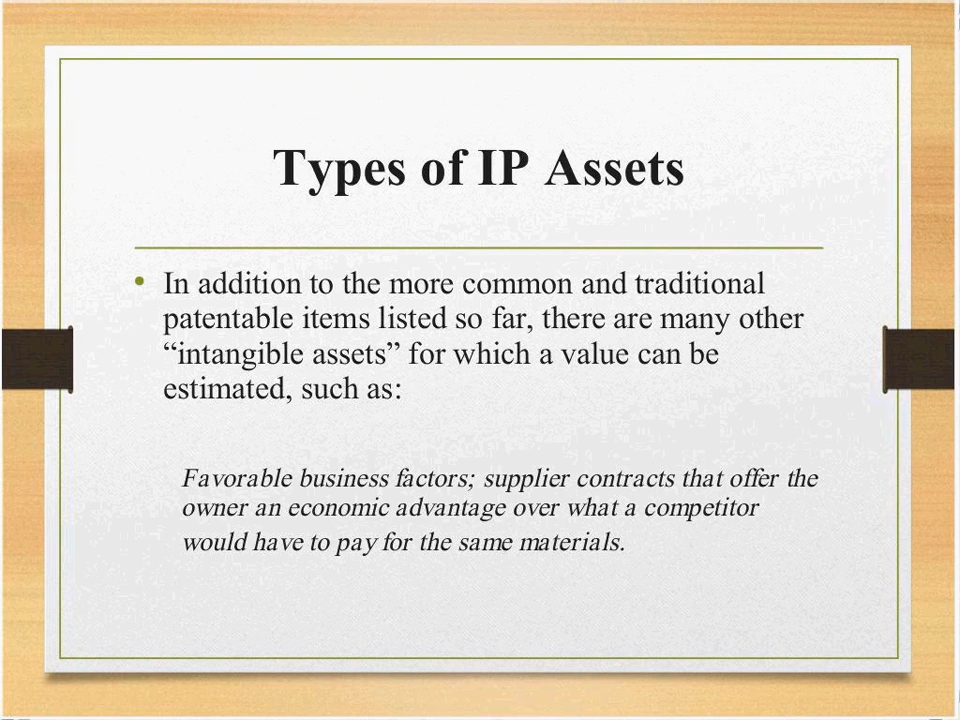 Types of IP Assets
• In addition to the more common and traditional
patentable items listed so far, there are many other
“intangible assets” for which a value can be
estimated, such as:
Favorable business factors; supplier contracts that offer the
owner an economic advantage over what a competitor
would have to pay for the same materials.